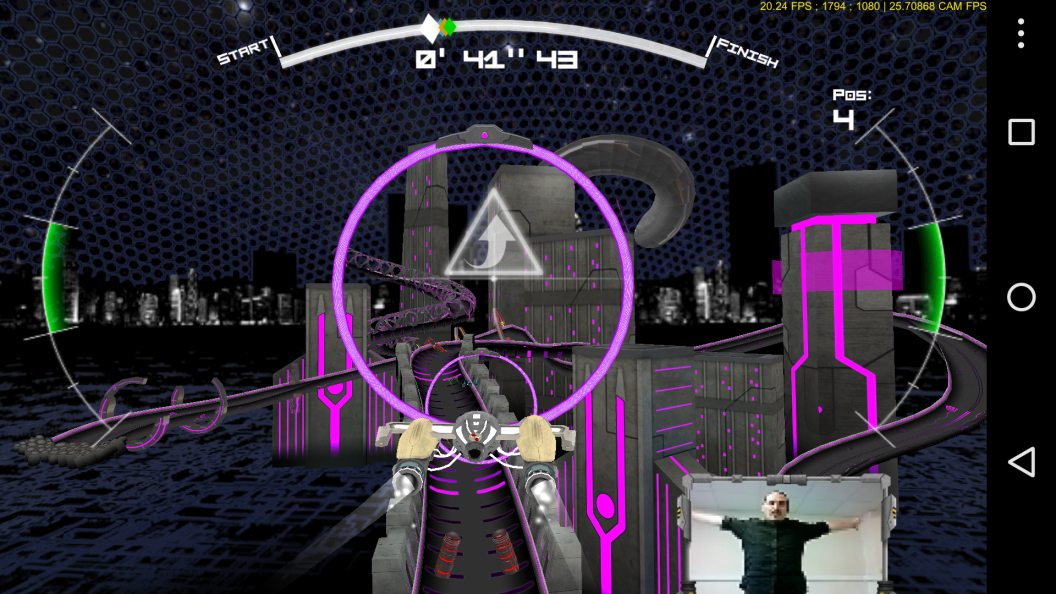 20.24 FPS ; 1794 ; 1080 | 25.70868 CAM FPS
START
FINISH
0' 41'' 43
Pos:
4